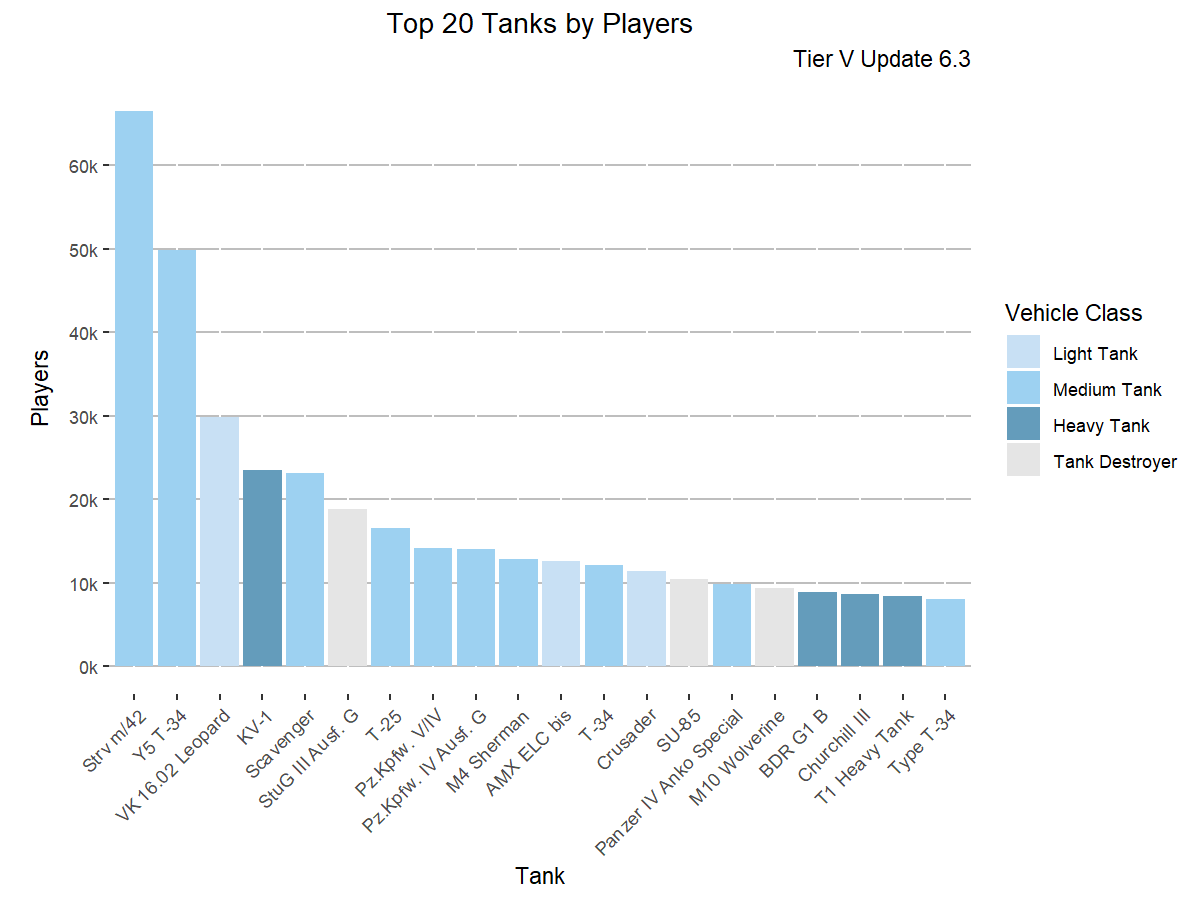 Top 20 Tanks by Players
Tier V Update 6.3
Players
60k
50k
40k
30k
20k
10k
0k
Strv m/42
Y5 T-34
VK 16.02 Leopard
KV-1
Scavenger
StuG III Ausf. G
T-25
Pz.Kpfw. V/IV
Pz.Kpfw. IV Ausf. G
M4 Sherman
AMX ELC bis
T-34
Crusader
SU-85
Panzer IV Anko Special
M10 Wolverine
BDR G1 B
Churchill III
T1 Heavy Tank
Type T-34
Tank
Vehicle Class
Light Tank
Medium Tank
Heavy Tank
Tank Destroyer